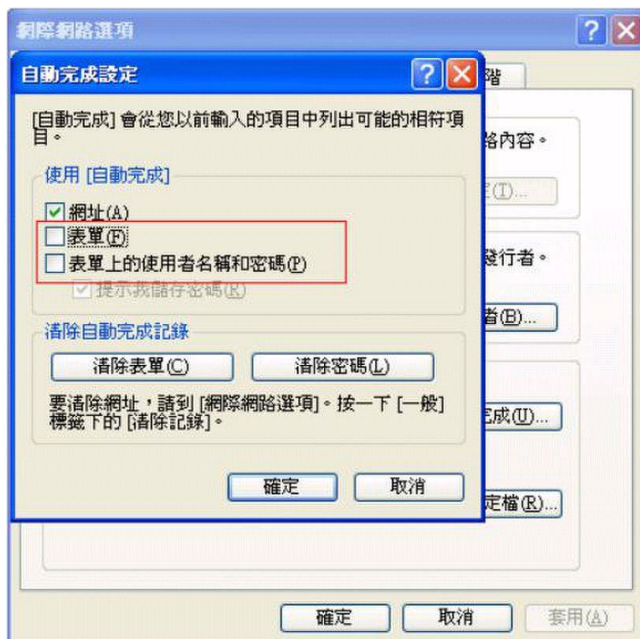 網際網路選項
自動完成設定
階
[自動完成] 會從您以前輸入的項目中列出可能的相符項
目。
路內容。
使用 [自動完成]
定(I)...
網址(A)
表單(F)
發行者。
表單上的使用者名稱和密碼(P)
提示我儲存密碼(R)
者(B)...
清除自動完成記錄
清除表單(C)
清除密碼(L)
要清除網址，請到 [網際網路選項]。按一下 [一般]
標籤下的 [清除記錄]。
完成(U)...
確定
取消
定檔(R)...
確定
取消
套用(A)